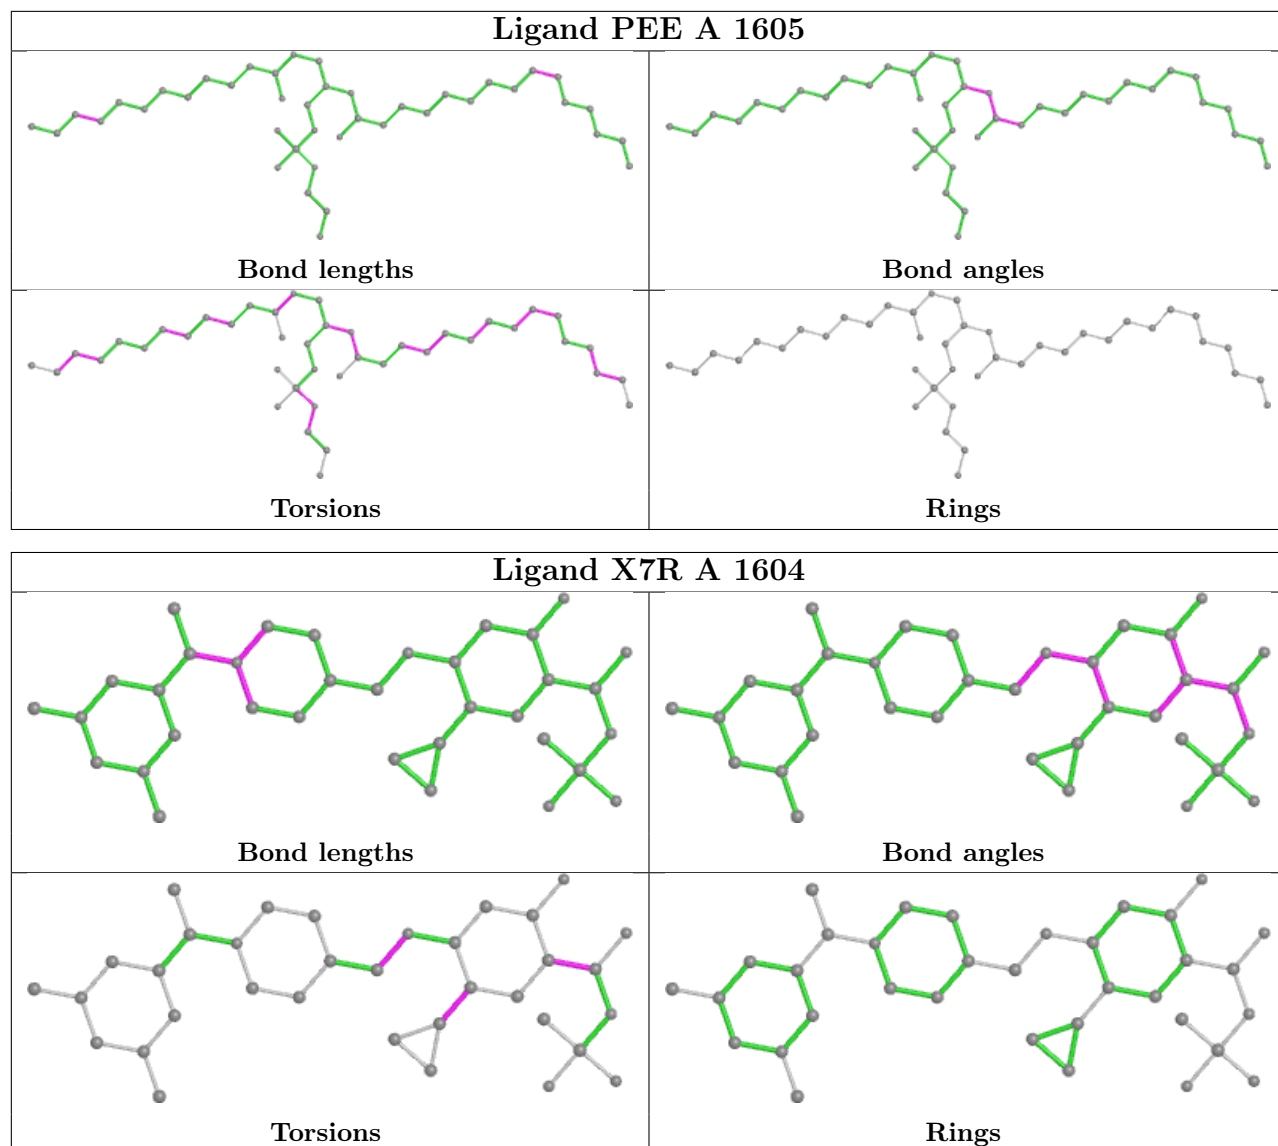 Ligand PEE A 1605
Bond lengths
Bond angles
Torsions
Rings
Ligand X7R A 1604
Bond lengths
Bond angles
Torsions
Rings